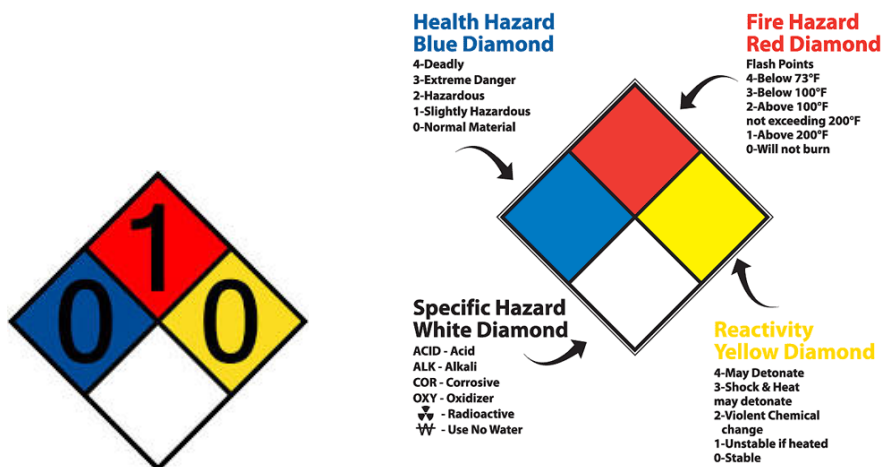 1
0 0
Health Hazard
Blue Diamond
4-Deadly
3-Extreme Danger
2-Hazardous
1-Slightly Hazardous
0-Normal Material
Fire Hazard
Red Diamond
Flash Points
4-Below 73°F
3-Below 100°F
2-Above 100°F
not exceeding 200°F
1-Above 200°F
0-Will not burn
Specific Hazard
White Diamond
ACID - Acid
ALK - Alkali
COR - Corrosive
OXY - Oxidizer
- Radioactive
W - Use No Water
Reactivity
Yellow Diamond
4-May Detonate
3-Shock & Heat
may detonate
2-Violent Chemical
change
1-Unstable if heated
0-Stable